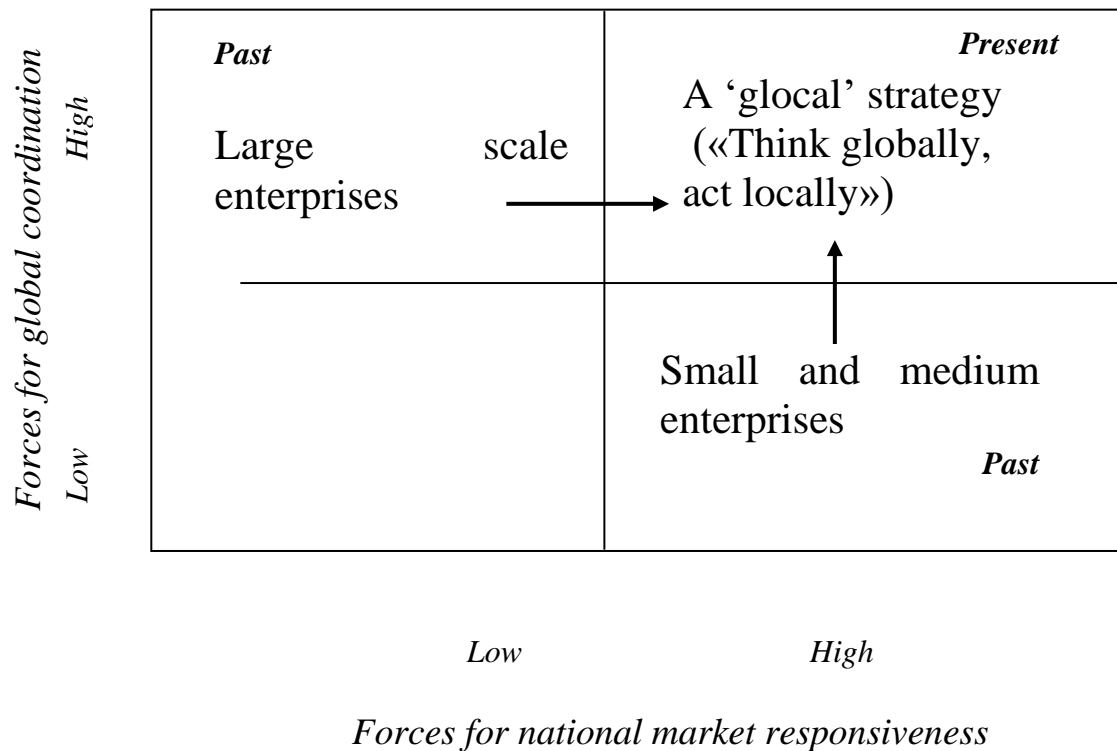 Past
Present
A ‘glocal’ strategy
(«Think globally,
act locally»)
Large scale
enterprises
Small and medium
enterprises
Past
Forces for global coordination
High
Low
Low High
Forces for national market responsiveness